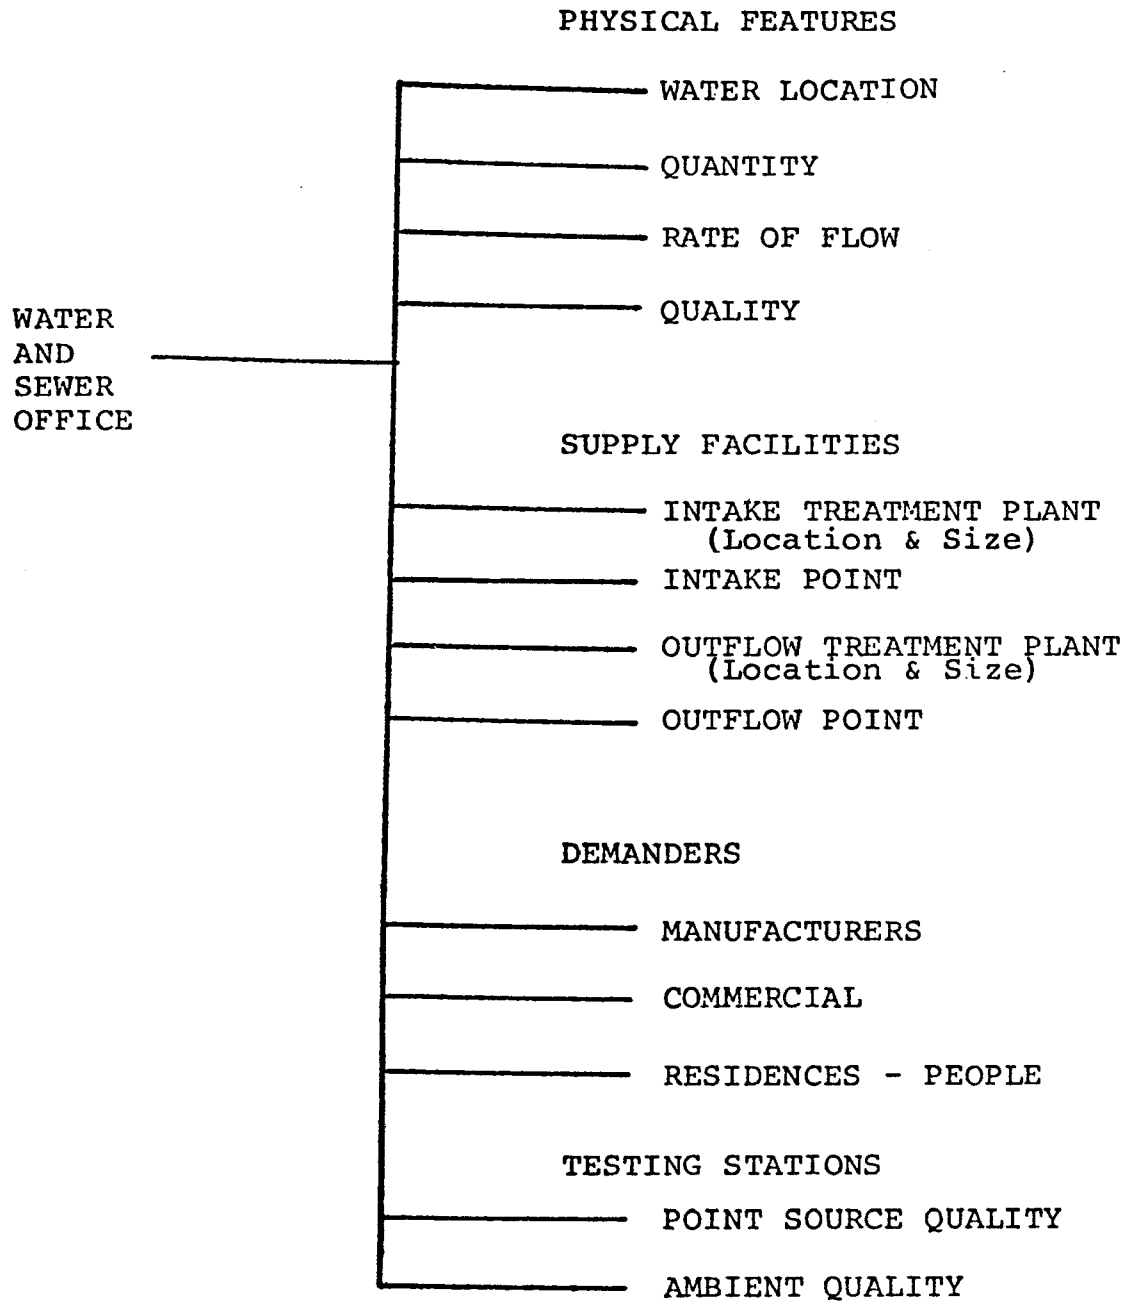 PHYSICAL FEATURES
WATER LOCATION
QUANTITY
RATE OF FLOW
QUALITY
WATER
AND
SEWER
OFFICE
SUPPLY FACILITIES
INTAKE TREATMENT PLANT
(Location & Size)
INTAKE POINT
OUTFLOW TREATMENT PLANT
(Location & Size)
OUTFLOW POINT
DEMANDERS
MANUFACTURERS
COMMERCIAL
RESIDENCES - PEOPLE
TESTING STATIONS
POINT SOURCE QUALITY
AMBIENT QUALITY